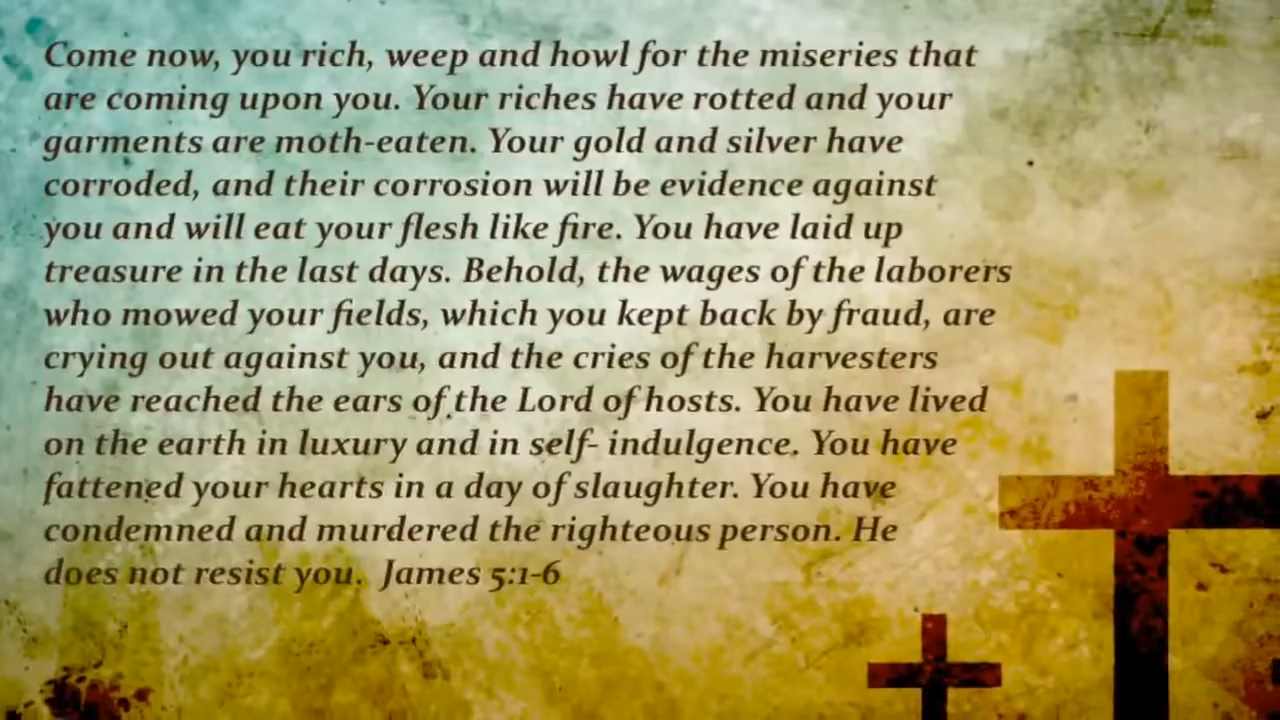 Come now, you rich, weep and howl for the miseries that
are coming upon you. Your riches have rotted and your
garments are moth-eaten. Your gold and silver have
corroded, and their corrosion will be evidence against
you and will eat your flesh like fire. You have laid up
treasure in the last days. Behold, the wages of the laborers
who mowed your fields, which you kept back by fraud, are
crying out against you, and the cries of the harvesters
have reached the ears of the Lord of hosts. You have lived
on the earth in luxury and in self- indulgence. You have
fattened your hearts in a day of slaughter. You have
condemned and murdered the righteous person. He
does not resist you.  James 5:1-6